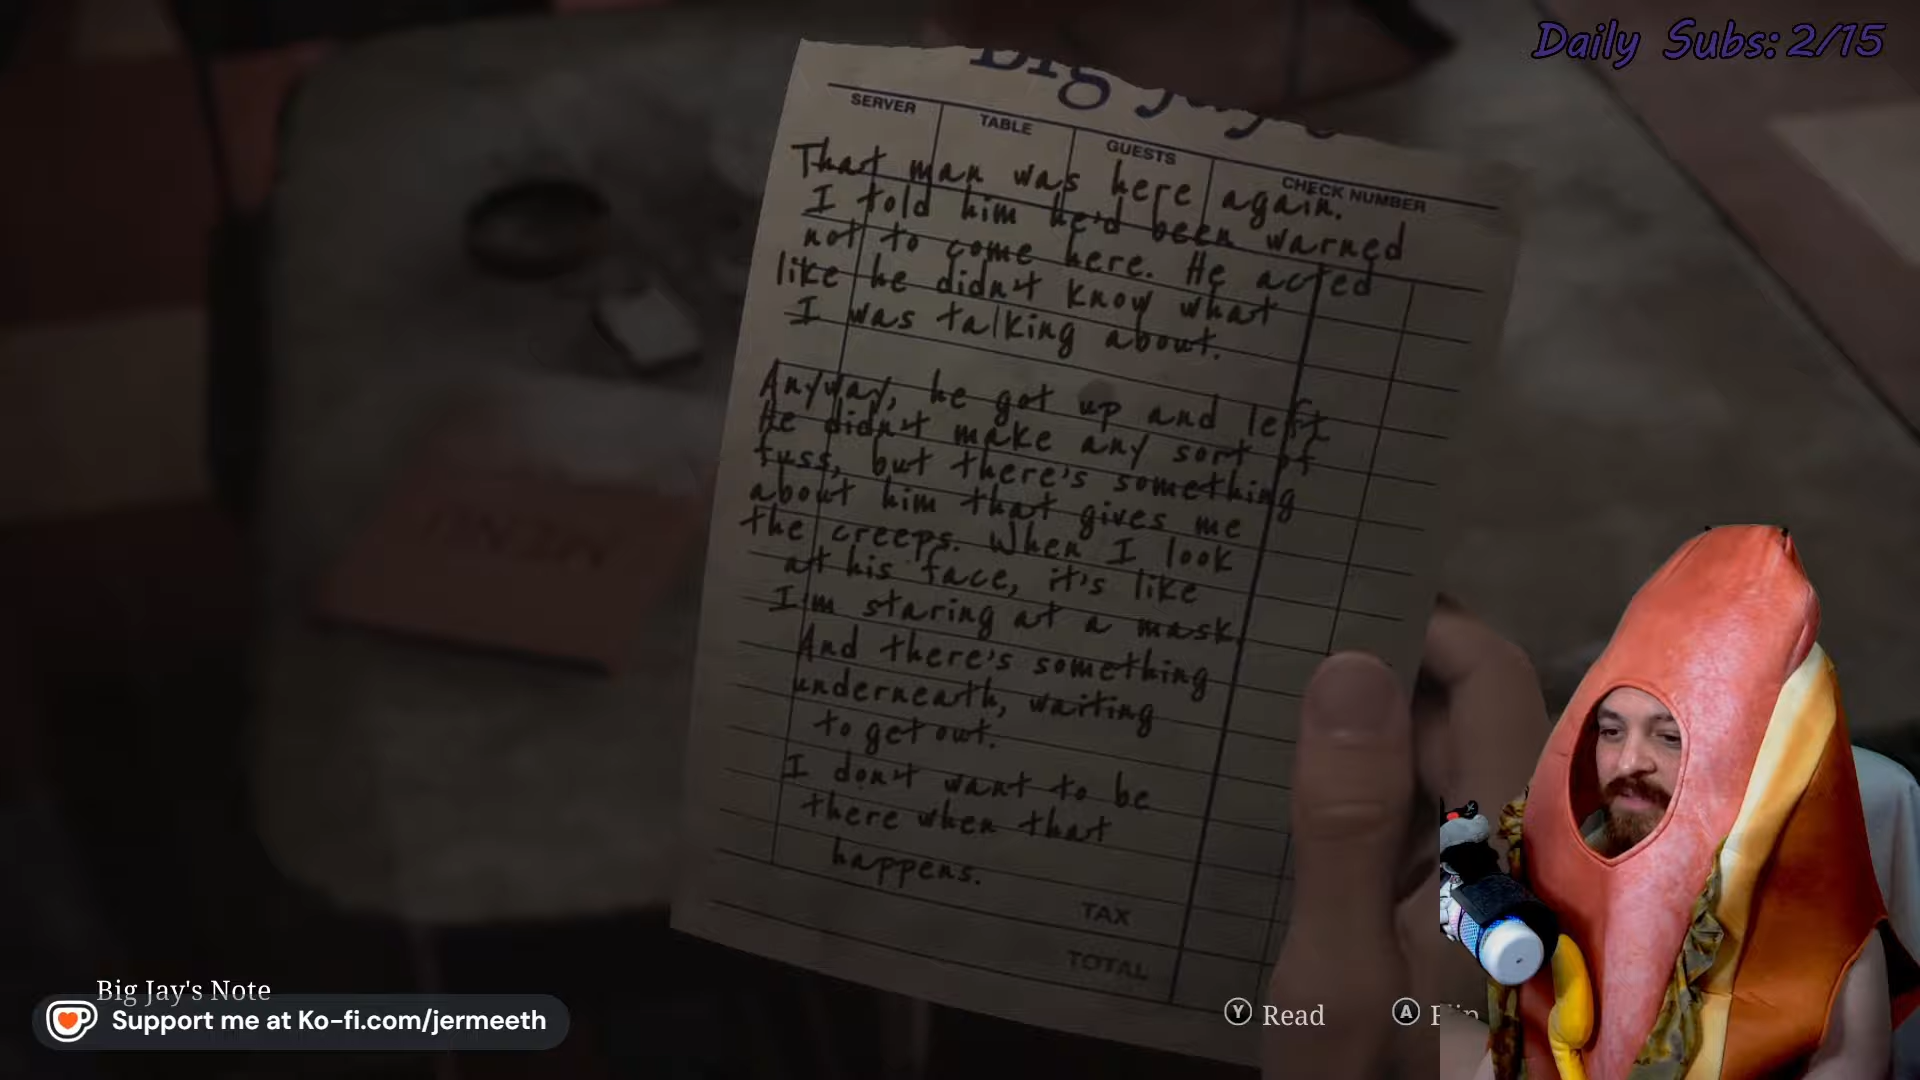 Daily Subs: 2/15
Big Jay's
SERVER TABLE GUESTS CHECK NUMBER
That man was here again.
I told him he'd been warned
not to come here. He acted
like he didn't know what
I was talking about.
Anyway, he got up and left
He didn't make any sort of
fuss, but there's something
about him that gives me
the creeps. When I look
at his face, it's like
I'm staring at a mask.
And there's something
underneath, waiting
to get out.
I don't want to be
there when that
happens.
TAX
TOTAL
MENU
Big Jay's Note
Support me at Ko-fi.com/jermeeth
Y Read
A Flip